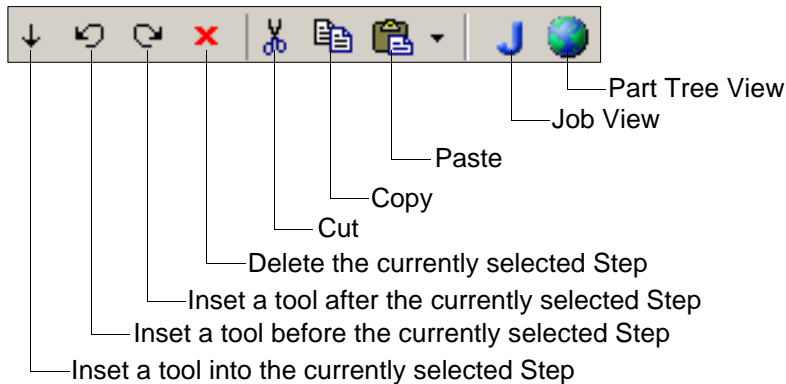 J
Part Tree View
Job View
Paste
Copy
Cut
Delete the currently selected Step
Inset a tool after the currently selected Step
Inset a tool before the currently selected Step
Inset a tool into the currently selected Step